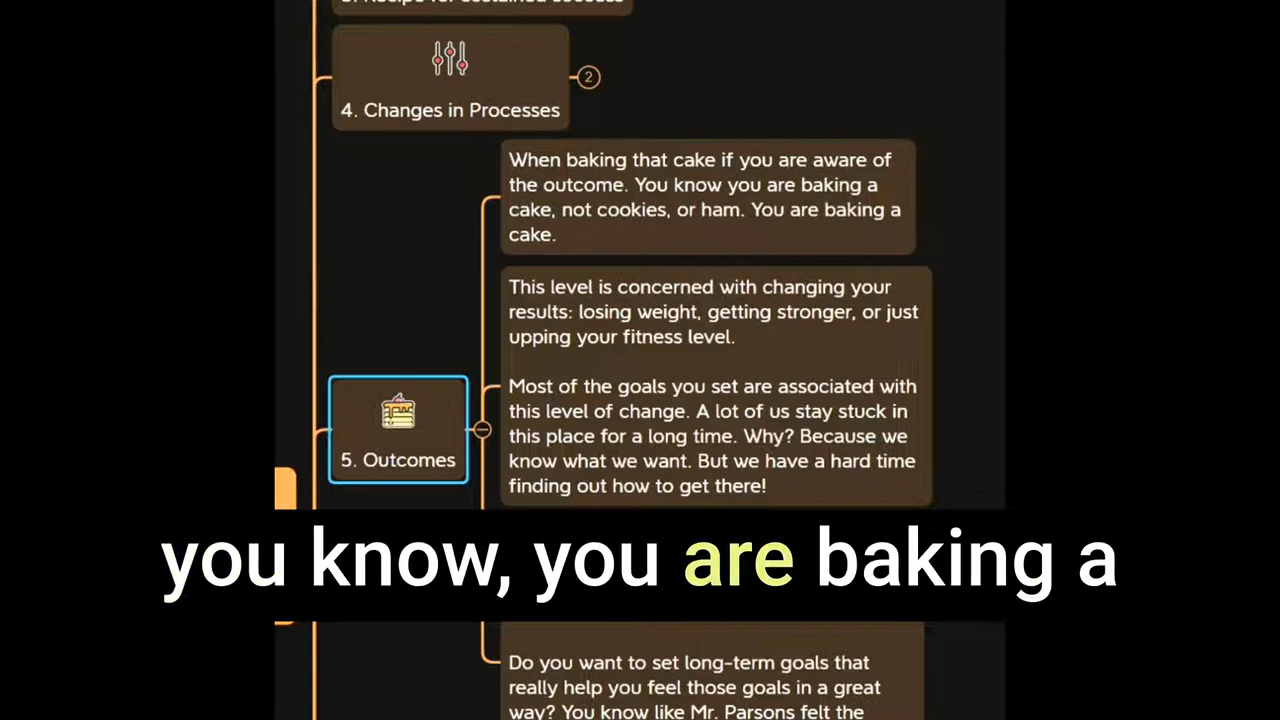 3. Recipe for sustained success
4. Changes in Processes
2
When baking that cake if you are aware of
the outcome. You know you are baking a
cake, not cookies, or ham. You are baking a
cake.
This level is concerned with changing your
results: losing weight, getting stronger, or just
upping your fitness level.
Most of the goals you set are associated with
this level of change. A lot of us stay stuck in
this place for a long time. Why? Because we
know what we want. But we have a hard time
finding out how to get there!
5. Outcomes
you know, you are baking a
Do you want to set long-term goals that
really help you feel those goals in a great
way? You know like Mr. Parsons felt the